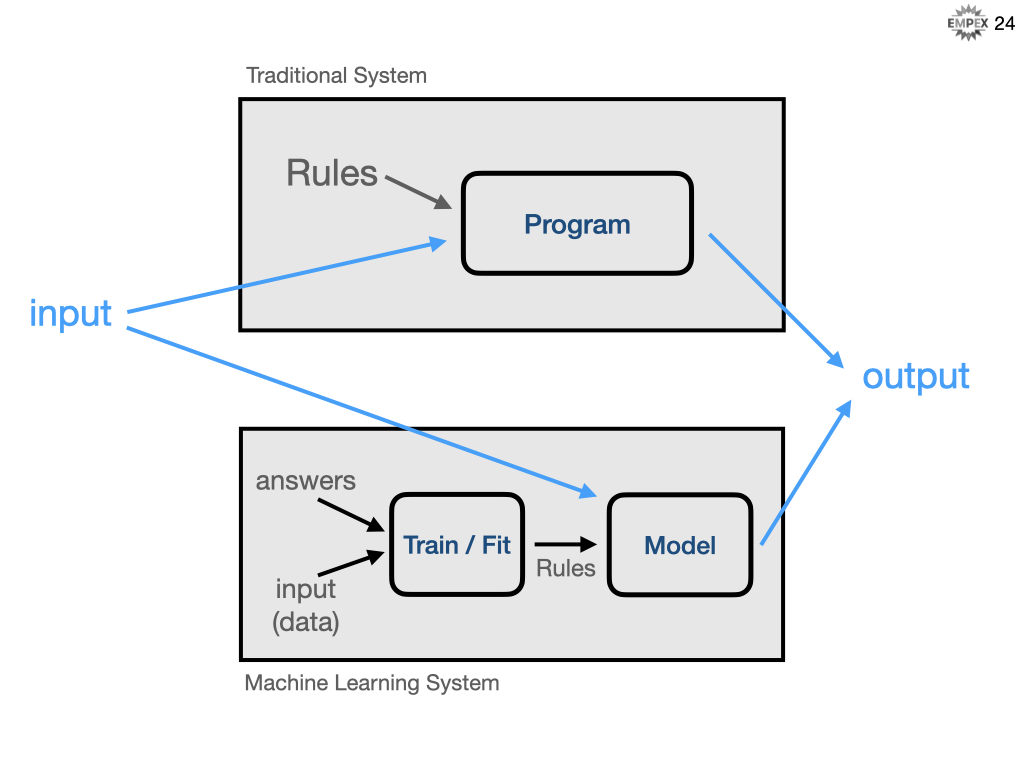 EMPEX 24
Traditional System
Rules
Program
input
output
answers
Train / Fit
Model
Rules
input
(data)
Machine Learning System